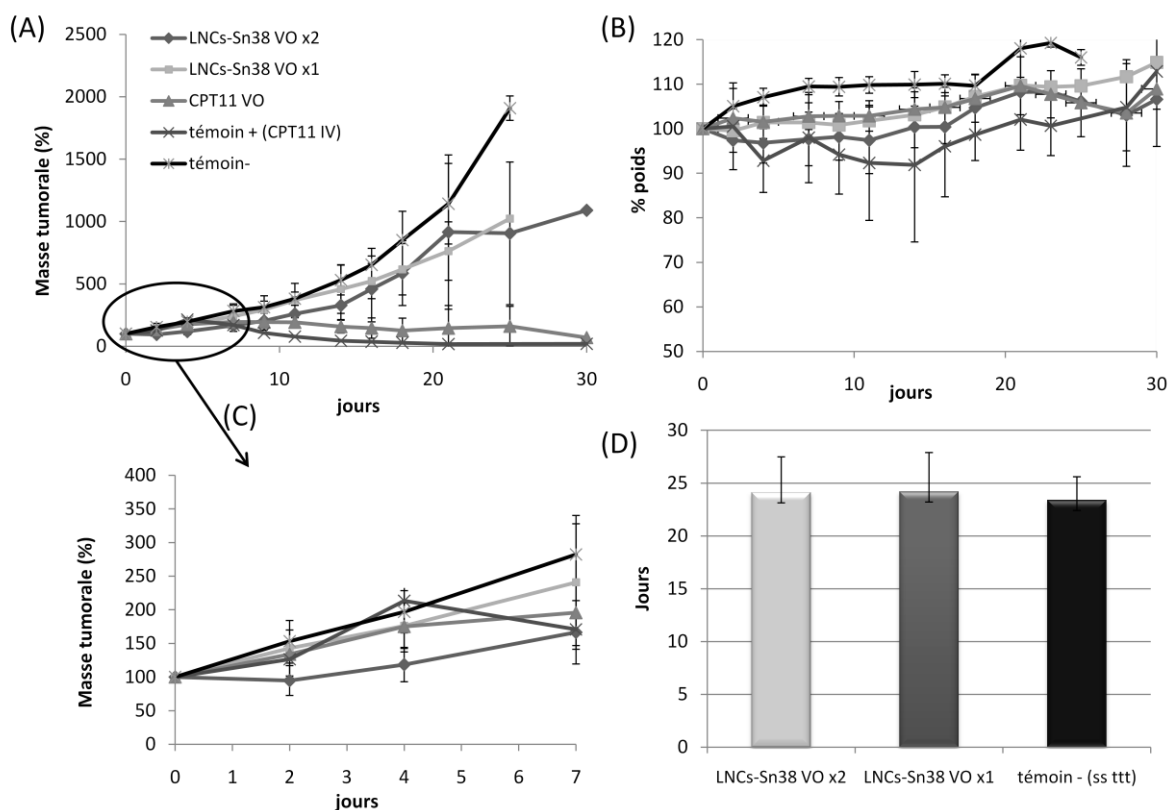 (A)
Masse tumorale (%)
2500
2000
1500
1000
500
0
0
10
20
30
jours
LNCs-Sn38 VO x2
LNCs-Sn38 VO x1
CPT11 VO
témoin + (CPT11 IV)
témoin-
(B)
% poids
120
110
100
90
80
70
60
50
0
10
20
30
jours
(C)
Masse tumorale (%)
400
350
300
250
200
150
100
50
0
0
1
2
3
4
5
6
7
jours
(D)
Jours
30
25
20
15
10
5
0
LNCs-Sn38 VO x2
LNCs-Sn38 VO x1
témoin - (ss ttt)